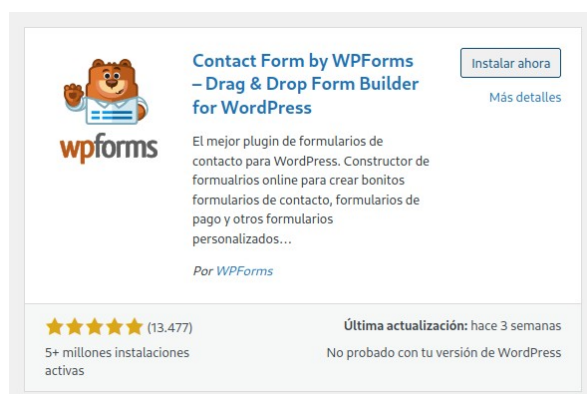 Contact Form by WPForms
– Drag & Drop Form Builder
for WordPress
Instalar ahora
Más detalles
wpforms
El mejor plugin de formularios de
contacto para WordPress. Constructor de
formualrios online para crear bonitos
formularios de contacto, formularios de
pago y otros formularios
personalizados…
Por WPForms
(13.477)
5+ millones instalaciones
activas
Última actualización: hace 3 semanas
No probado con tu versión de WordPress